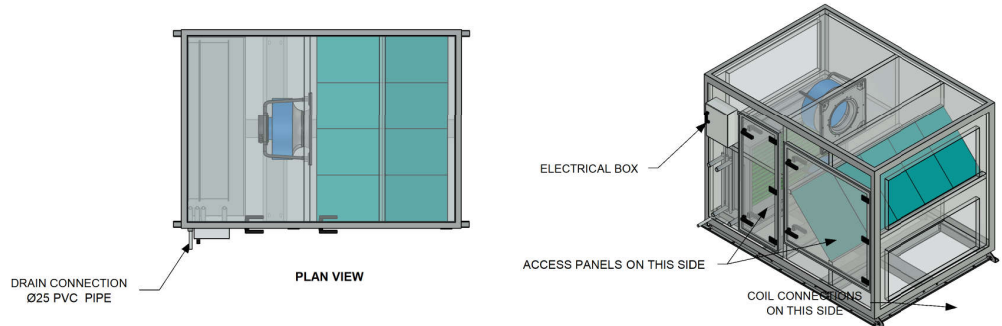 ELECTRICAL BOX
ACCESS PANELS ON THIS SIDE
DRAIN CONNECTION
Ø25 PVC PIPE
PLAN VIEW
COIL CONNECTIONS
ON THIS SIDE